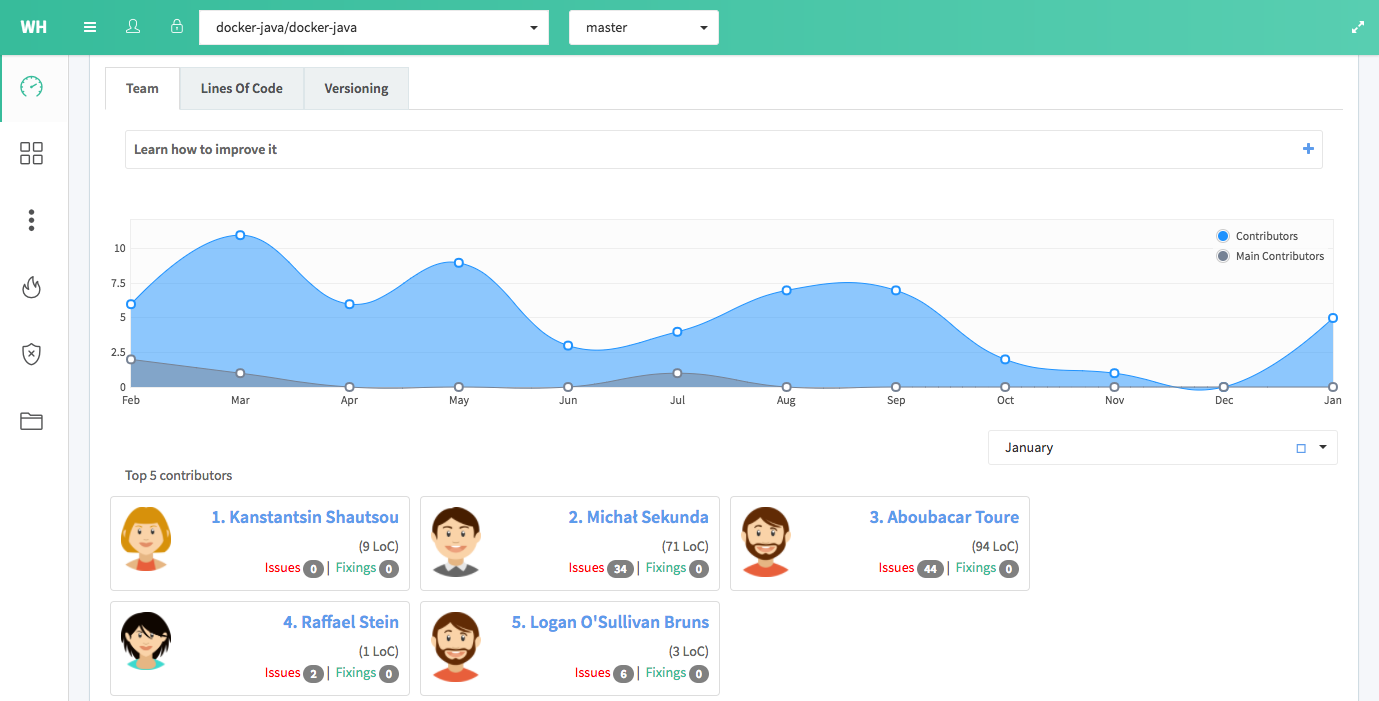 WH docker-java/docker-java master
Team Lines Of Code Versioning
Learn how to improve it
Contributors
Main Contributors
10
7.5
5
2.5
0
Feb Mar Apr May Jun Jul Aug Sep Oct Nov Dec Jan
January
Top 5 contributors
1. Kanstantsin Shautsou
(9 LoC)
Issues 0 | Fixings 0
2. Michał Sekunda
(71 LoC)
Issues 34 | Fixings 0
3. Aboubacar Toure
(94 LoC)
Issues 44 | Fixings 0
4. Raffael Stein
(1 LoC)
Issues 2 | Fixings 0
5. Logan O'Sullivan Bruns
(3 LoC)
Issues 6 | Fixings 0